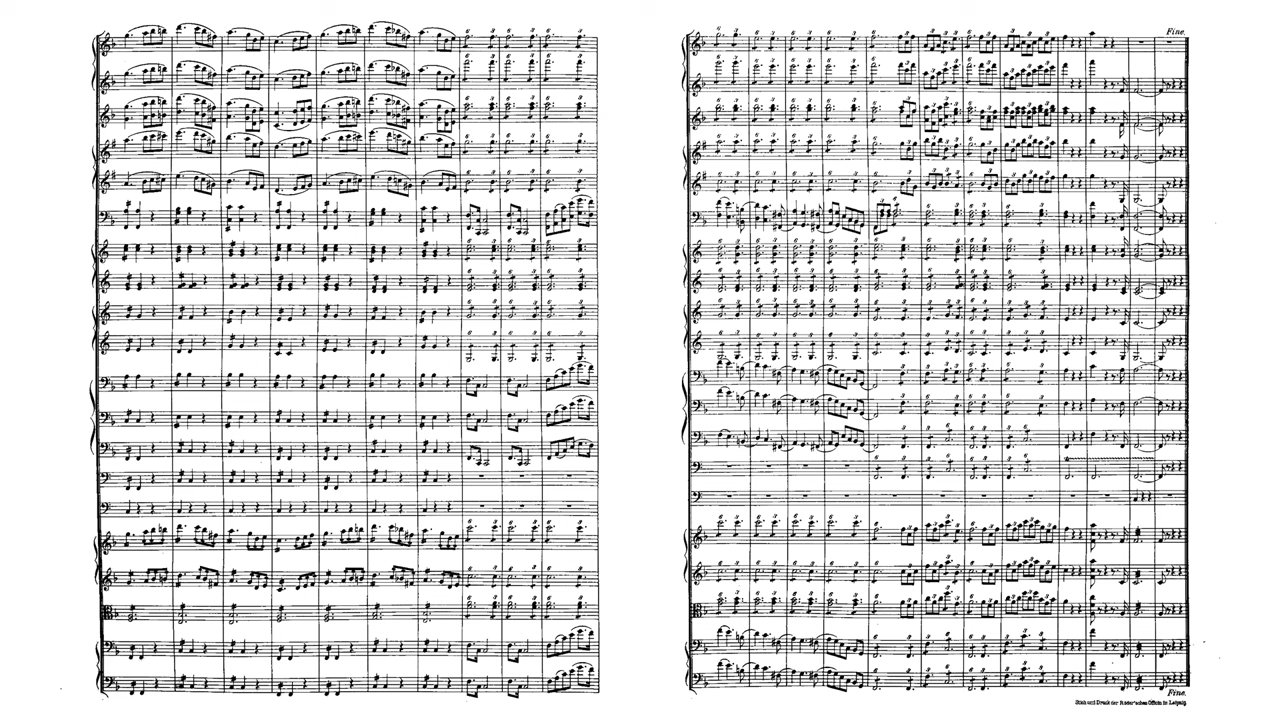 Fine.
Fine.
Stich und Druck der Röder'schen Officin in Leipzig.